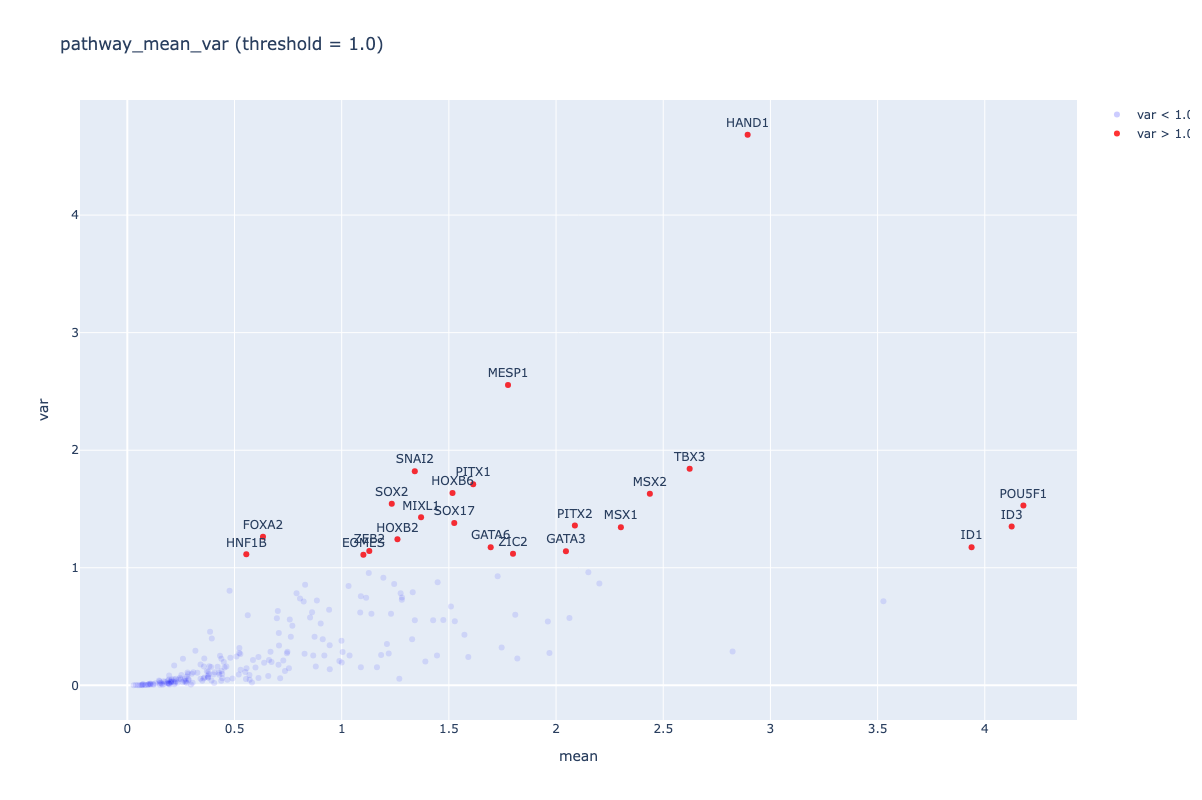 pathway_mean_var (threshold = 1.0)
var < 1.0
var > 1.0
HAND1
4
3
MESP1
2
SNAI2
PITX1
TBX3
HOXB6
MSX2
SOX2
POU5F1
MIXL1
SOX17
PITX2
MSX1
ID3
FOXA2
HOXB2
HNF1B
EOMES
ZEB2
GATA6
ZIC2
GATA3
ID1
1
0
var
0
0.5
1
1.5
2
2.5
3
3.5
4
mean